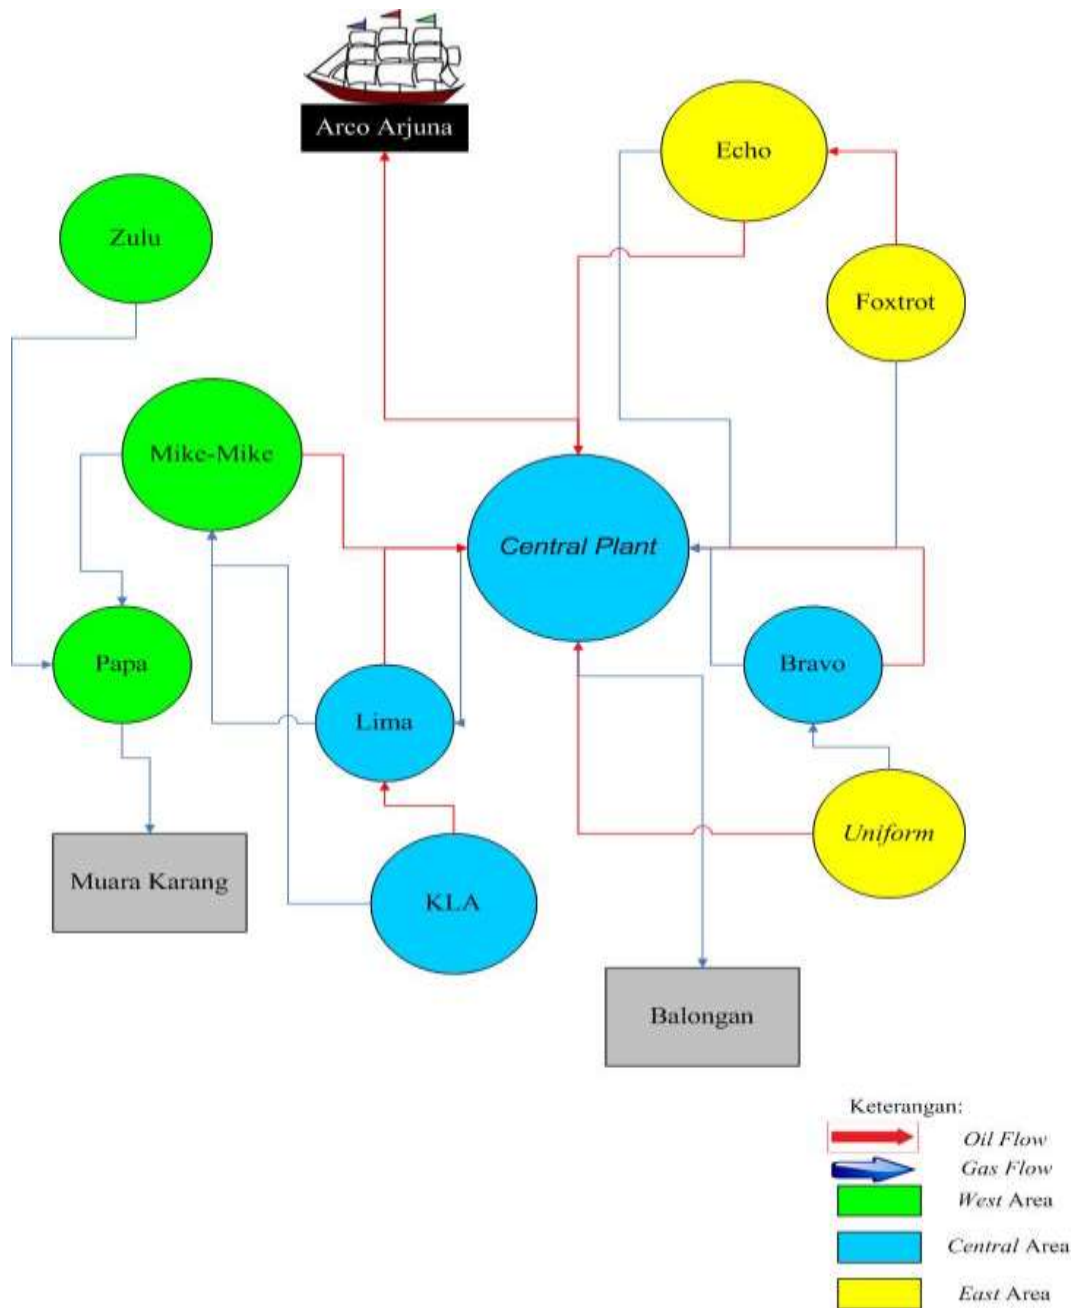 Arco Arjuna
Echo
Zulu
Foxtrot
Mike-Mike
Central Plant
Papa
Bravo
Lima
Uniform
Muara Karang
KLA
Balongan
Keterangan:
Oil Flow
Gas Flow
West Area
Central Area
East Area